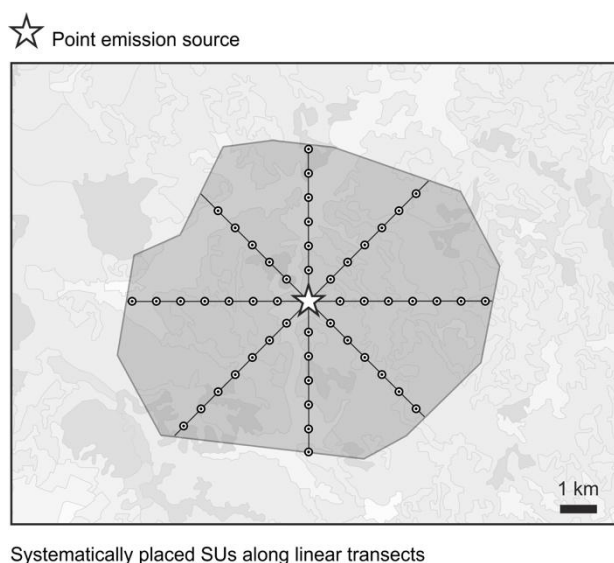 Point emission source
1 km
Systematically placed SUs along linear transects